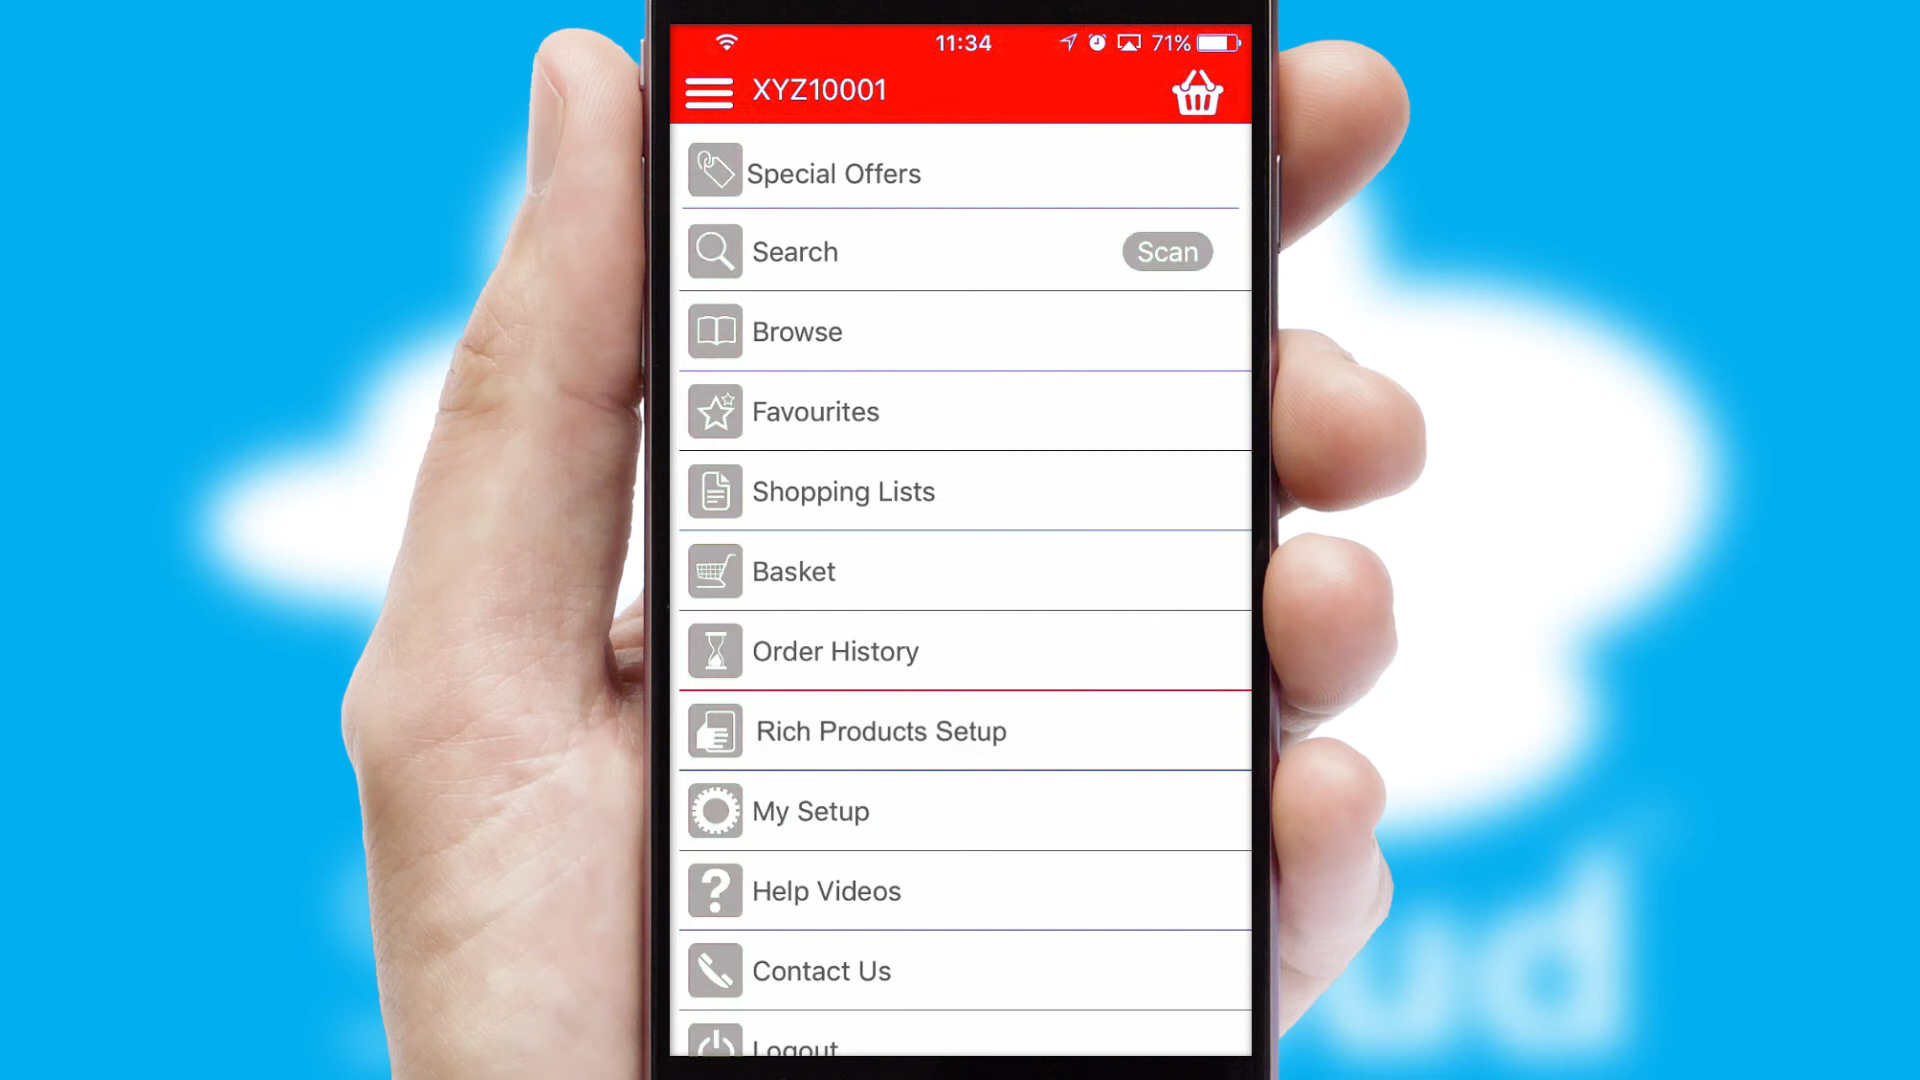 11:34 71%
XYZ10001
Special Offers
Search Scan
Browse
Favourites
Shopping Lists
Basket
Order History
Rich Products Setup
My Setup
Help Videos
Contact Us
Logout